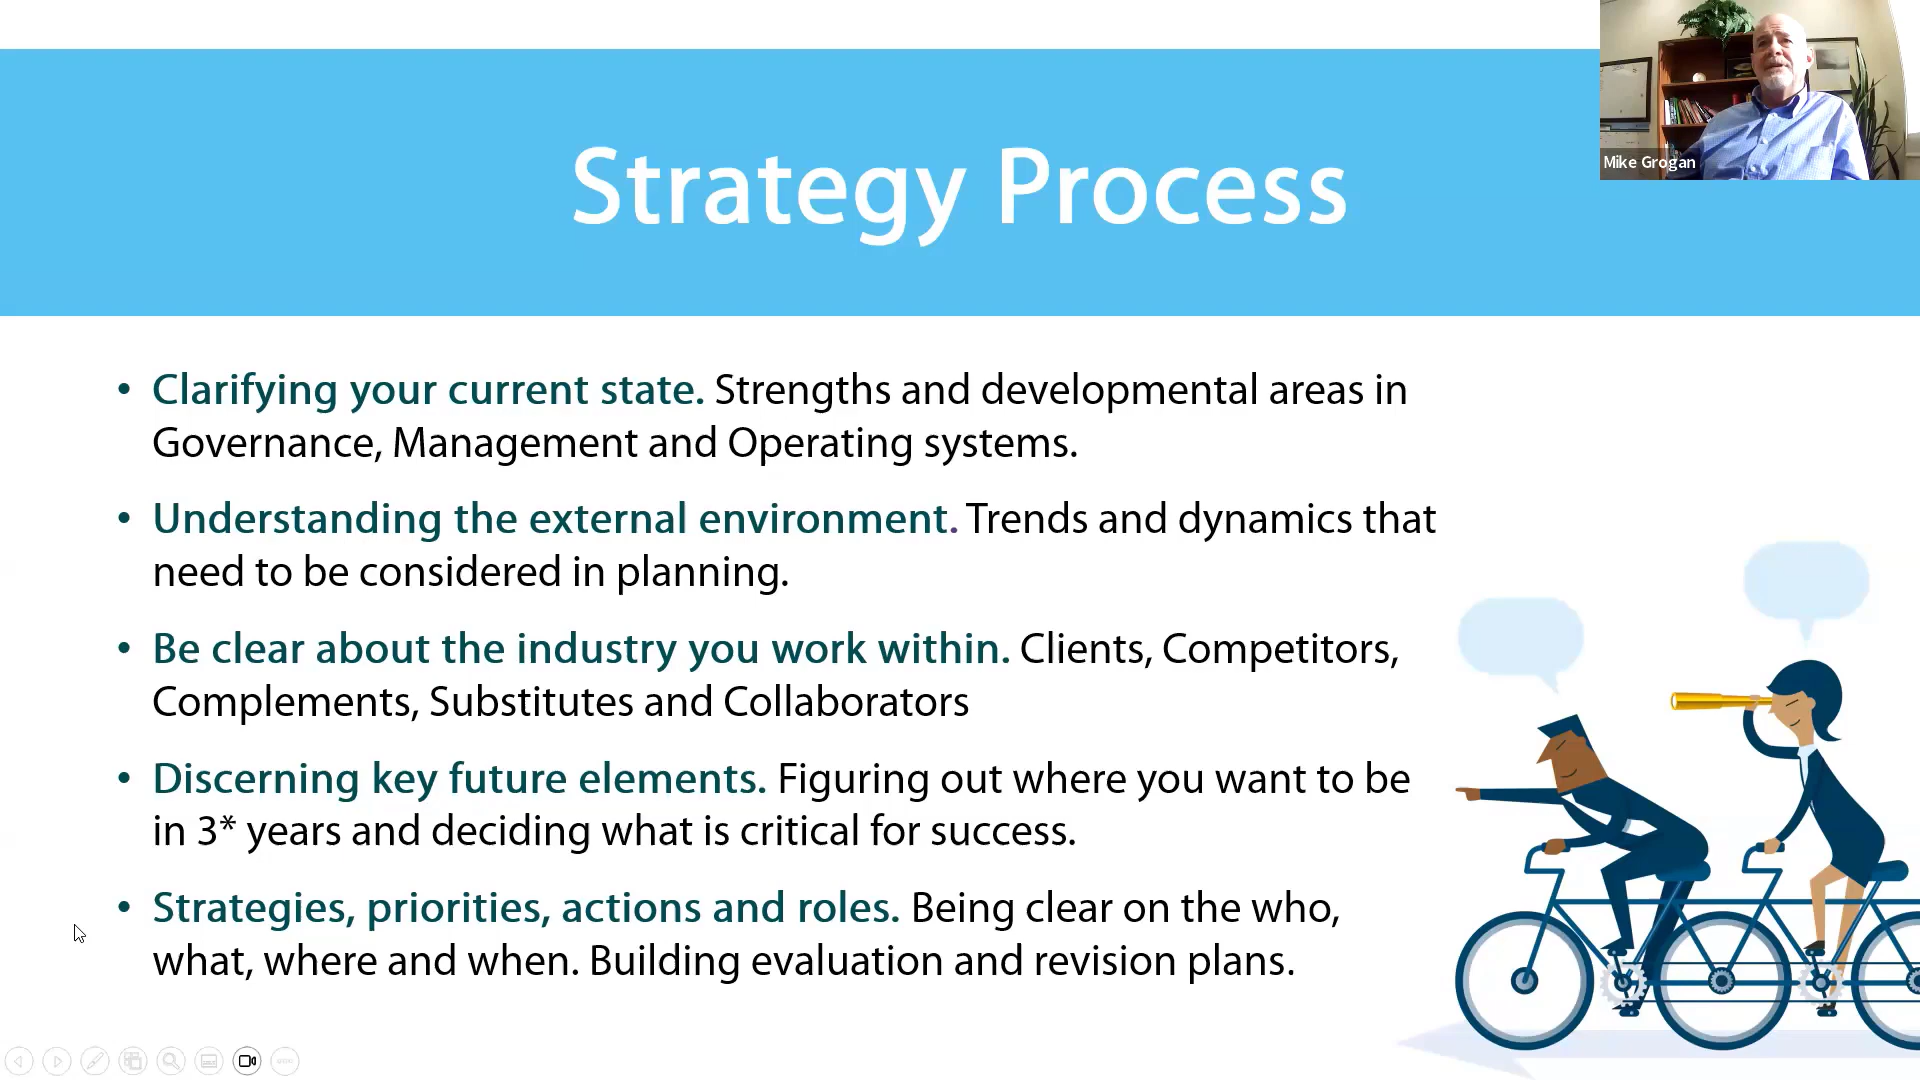 Strategy Process
Mike Grogan
• Clarifying your current state. Strengths and developmental areas in
Governance, Management and Operating systems.
• Understanding the external environment. Trends and dynamics that
need to be considered in planning.
• Be clear about the industry you work within. Clients, Competitors,
Complements, Substitutes and Collaborators
• Discerning key future elements. Figuring out where you want to be
in 3* years and deciding what is critical for success.
• Strategies, priorities, actions and roles. Being clear on the who,
what, where and when. Building evaluation and revision plans.